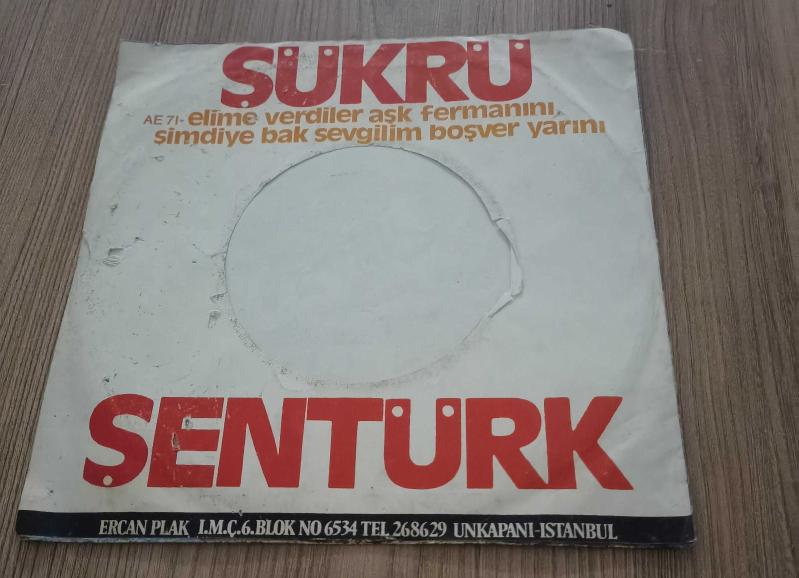 ŞÜKRÜ
AE 71- elime verdiler aşk fermanını
şimdiye bak sevgilim boşver yarını
ŞENTÜRK
ERCAN PLAK I.M.Ç.6.BLOK NO 6534 TEL 268629 UNKAPANI-ISTANBUL